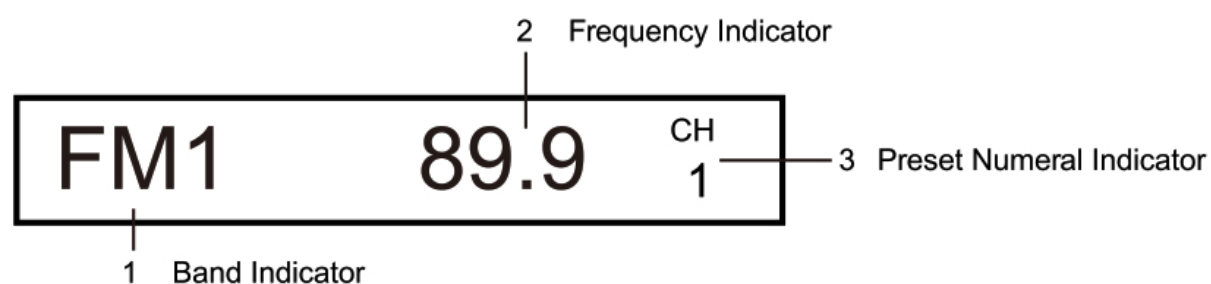 2 Frequency Indicator
FM1 89.9 CH
1
3 Preset Numeral Indicator
1 Band Indicator